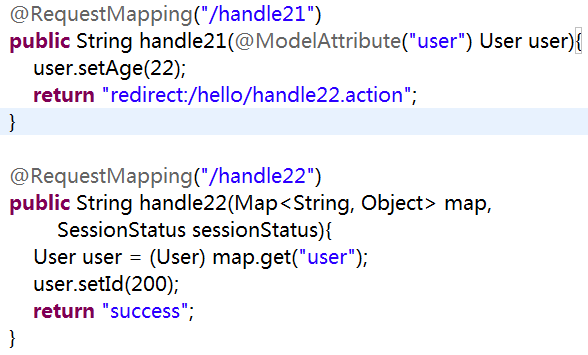 @RequestMapping("/handle21")
public String handle21(@ModelAttribute("user") User user){
user.setAge(22);
return "redirect:/hello/handle22.action";
}
@RequestMapping("/handle22")
public String handle22(Map<String, Object> map,
SessionStatus sessionStatus){
User user = (User) map.get("user");
user.setId(200);
return "success";
}